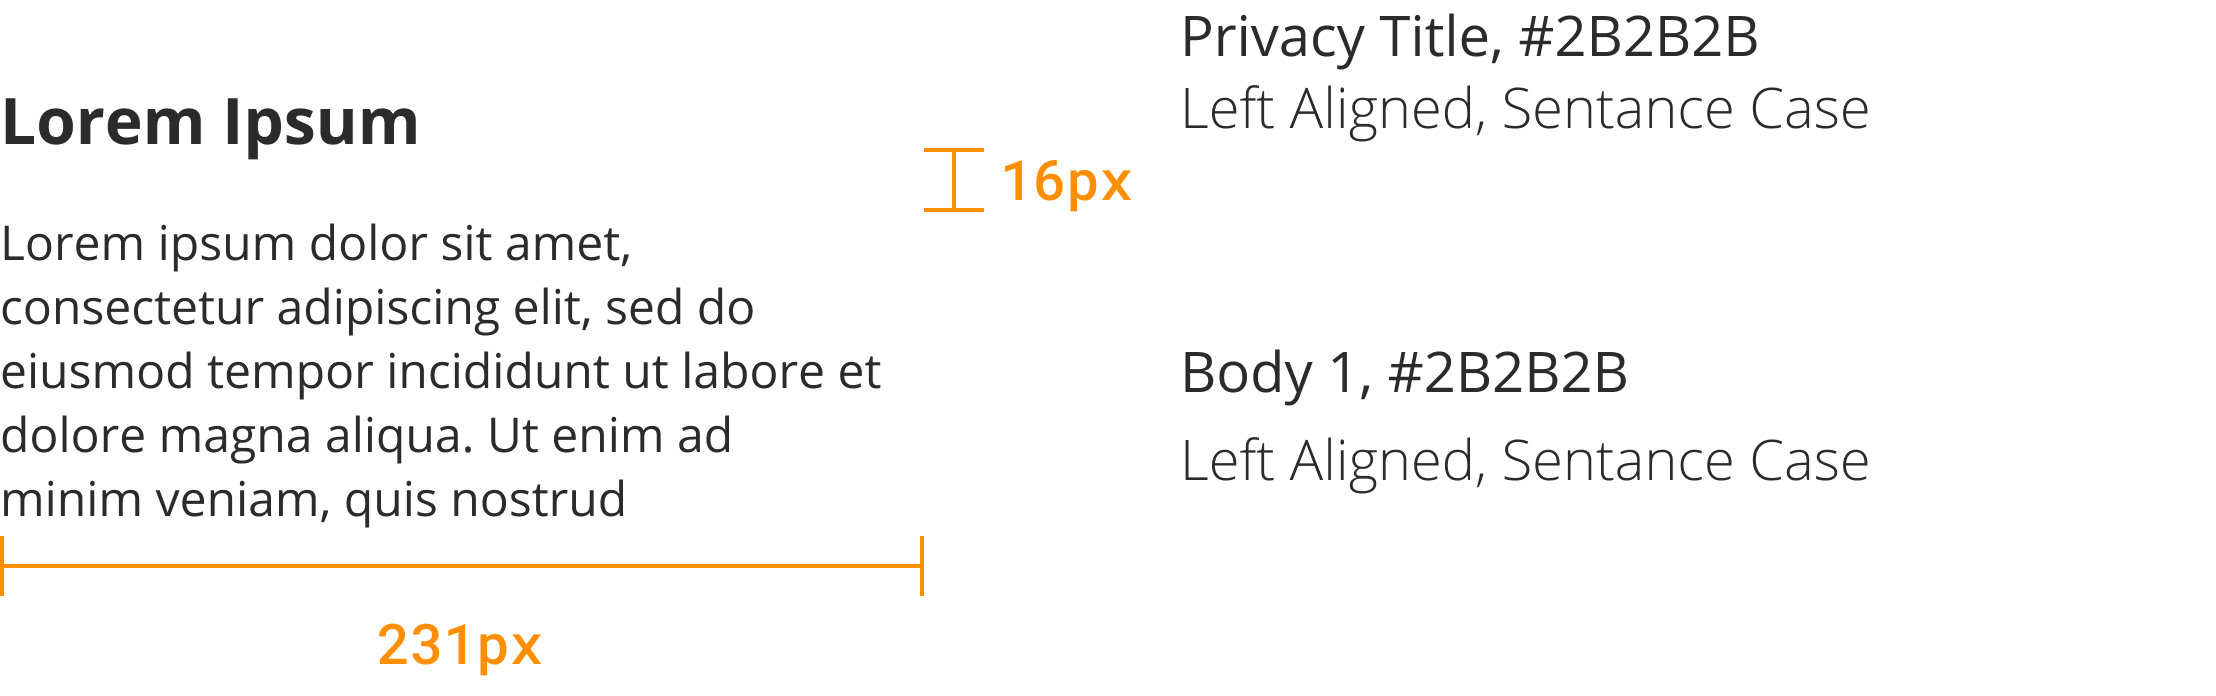 Privacy Title, #2B2B2B
Left Aligned, Sentance Case
Lorem Ipsum
16px
Lorem ipsum dolor sit amet,
consectetur adipiscing elit, sed do
eiusmod tempor incididunt ut labore et
dolore magna aliqua. Ut enim ad
minim veniam, quis nostrud
Body 1, #2B2B2B
Left Aligned, Sentance Case
231px